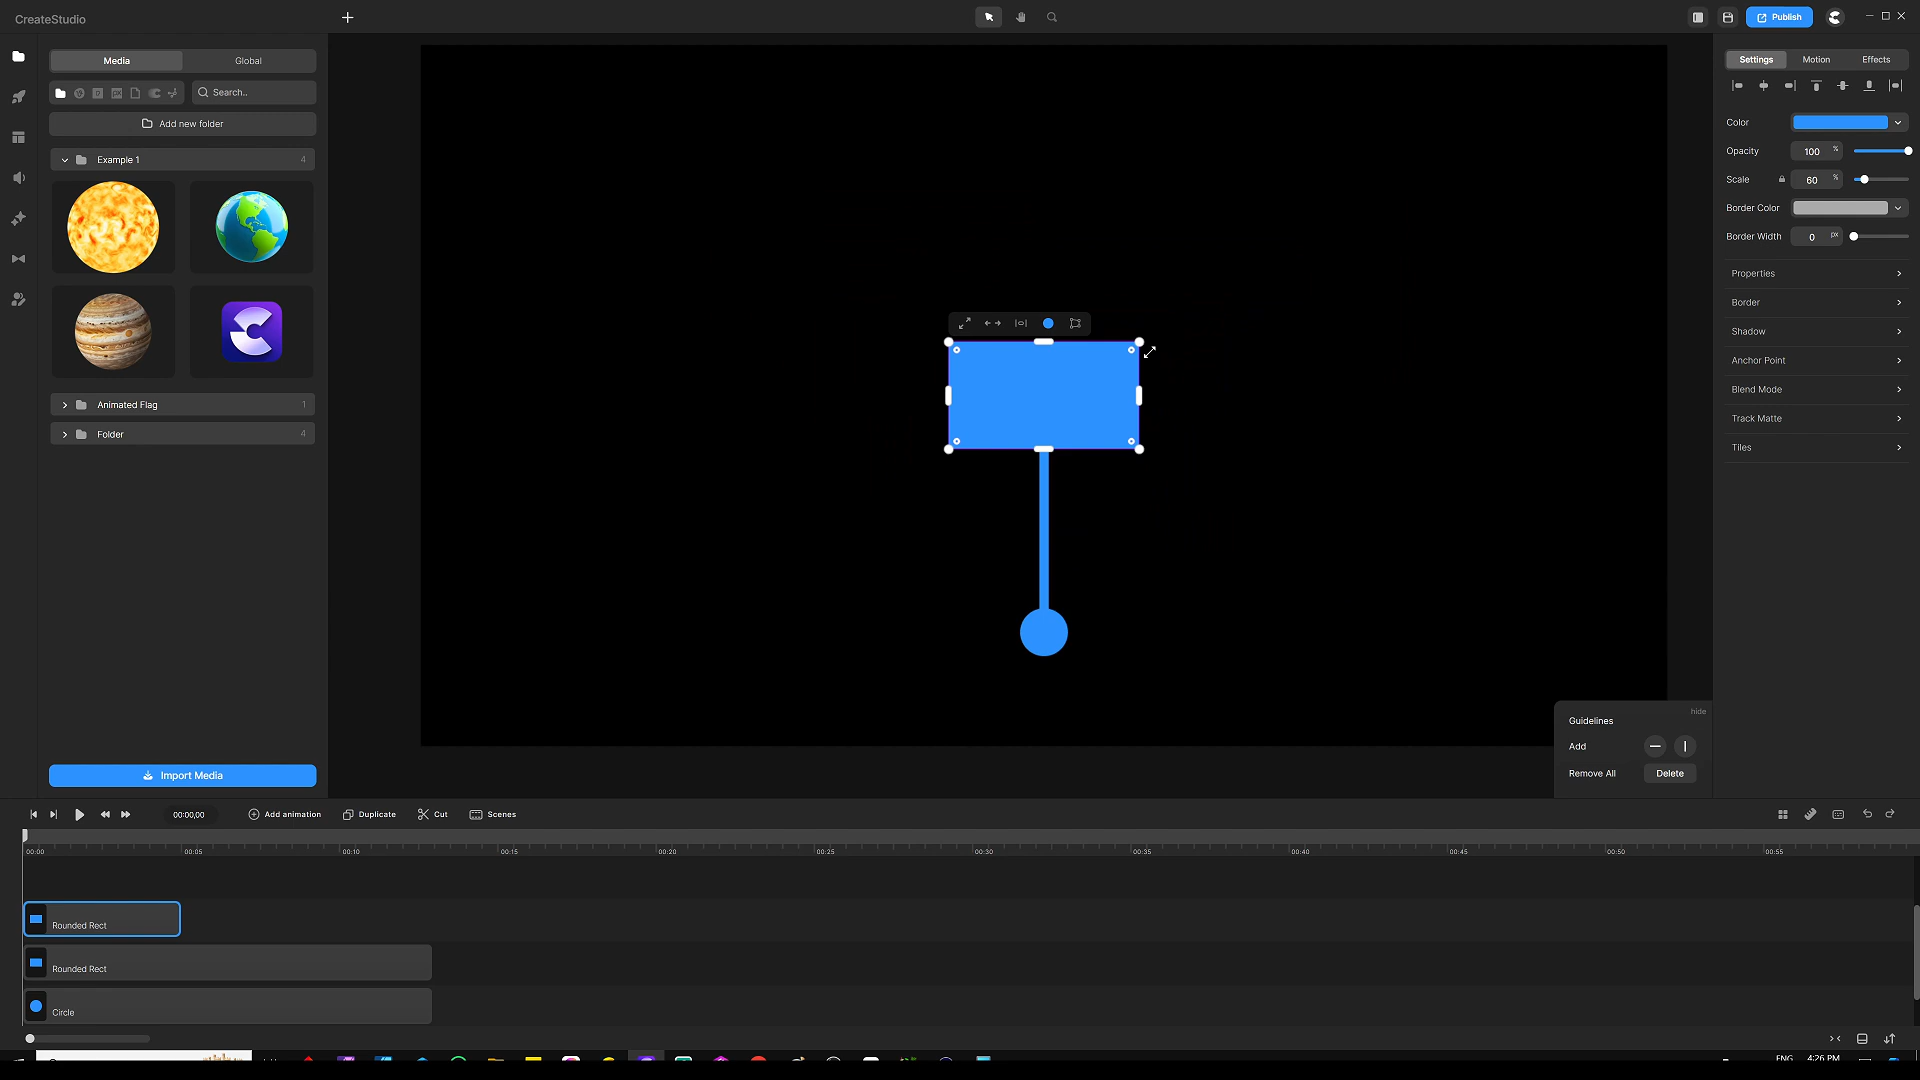 CreateStudio
Publish
Media
Global
Search..
Add new folder
Example 1
4
Animated Flag
1
Folder
4
Import Media
Settings
Motion
Effects
Color
Opacity
100 %
Scale
60 %
Border Color
Border Width
0 px
Properties
Border
Shadow
Anchor Point
Blend Mode
Track Matte
Tiles
hide
Guidelines
Add
Remove All
Delete
00:00,00
Add animation
Duplicate
Cut
Scenes
00:00
00:05
00:10
00:15
00:20
00:25
00:30
00:35
00:40
00:45
00:50
00:55
Rounded Rect
Rounded Rect
Circle
ENG
4:26 PM